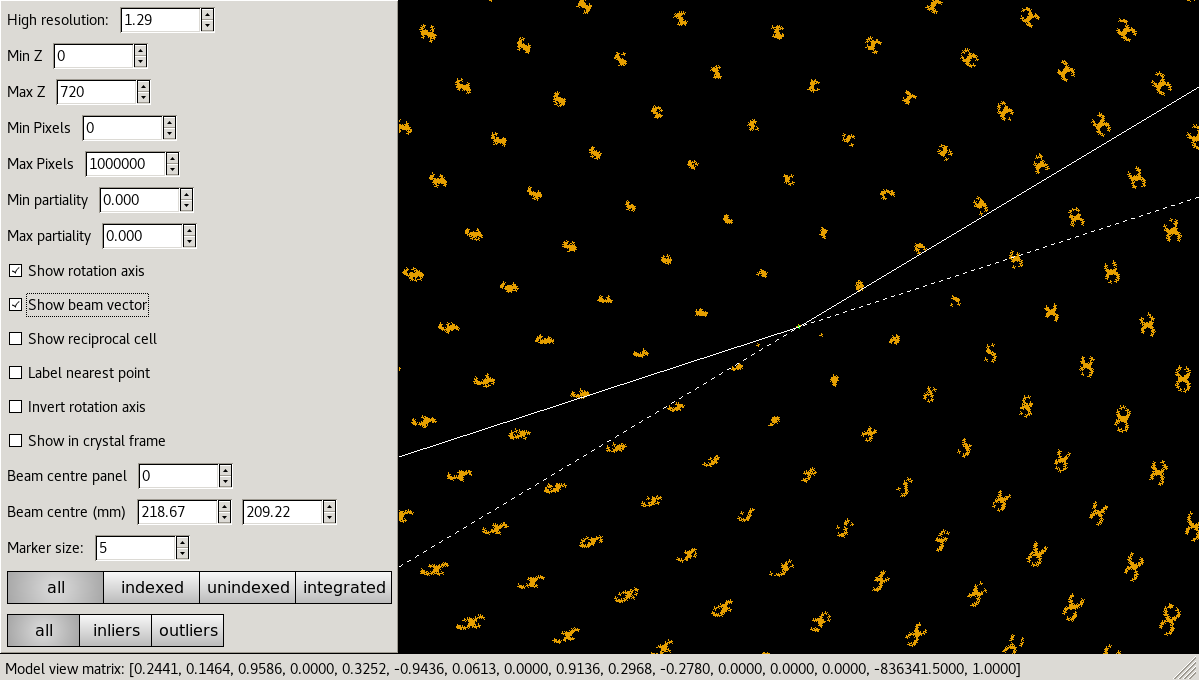 High resolution: 1.29
Min Z 0
Max Z 720
Min Pixels 0
Max Pixels 1000000
Min partiality 0.000
Max partiality 0.000
Show rotation axis
Show beam vector
Show reciprocal cell
Label nearest point
Invert rotation axis
Show in crystal frame
Beam centre panel 0
Beam centre (mm) 218.67 209.22
Marker size: 5
all indexed unindexed integrated
all inliers outliers
Model view matrix: [0.2441, 0.1464, 0.9586, 0.0000, 0.3252, -0.9436, 0.0613, 0.0000, 0.9136, 0.2968, -0.2780, 0.0000, 0.0000, 0.0000, -836341.5000, 1.0000]